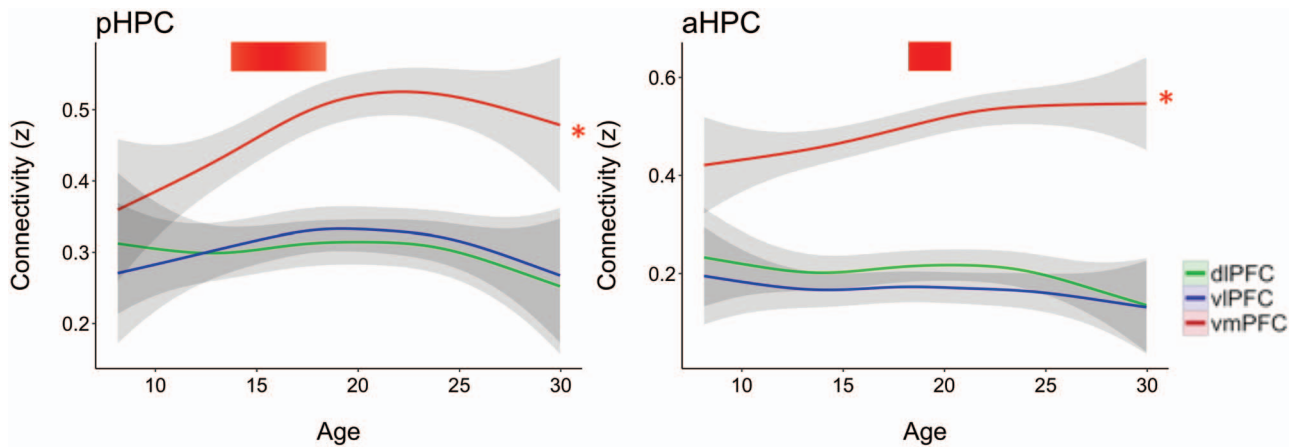 pHPC
Connectivity (z)
0.5
0.4
0.3
0.2
*
10 15 20 25 30
Age
aHPC
Connectivity (z)
0.6
0.4
0.2
*
10 15 20 25 30
Age
dlPFC
vlPFC
vmPFC